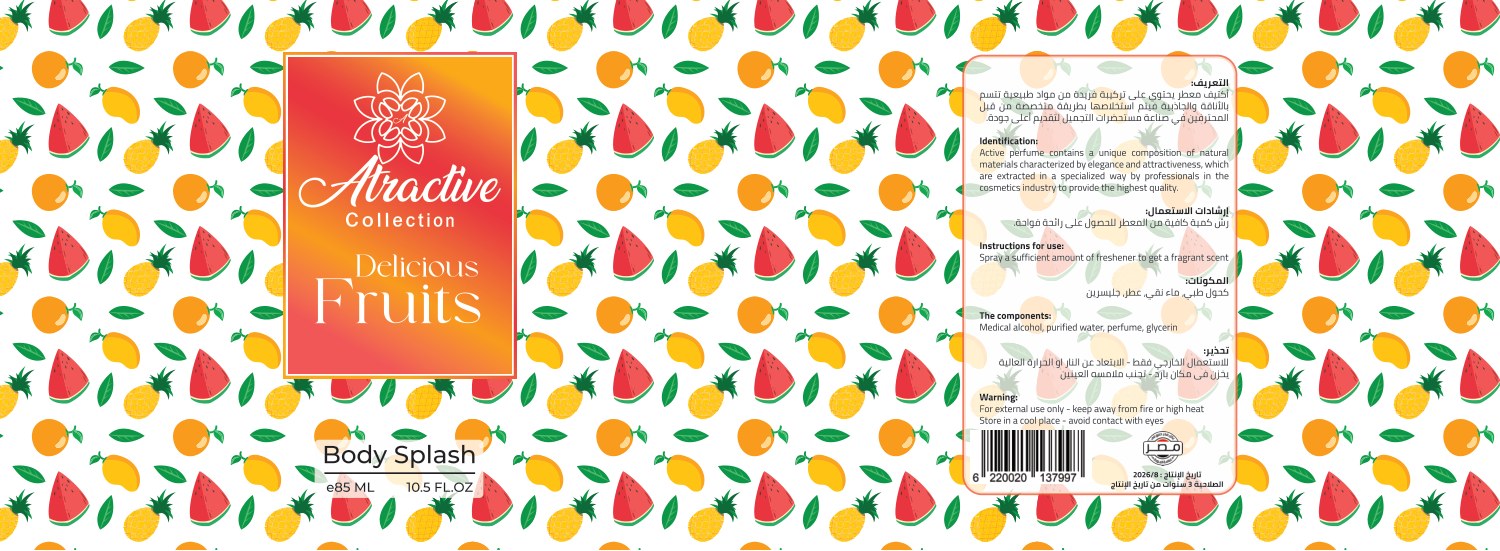 Atractive
Collection
Delicious
Fruits
Body Splash
e85 ML 10.5 FL.OZ
التعريف:
أكتيف معطر يحتوي على تركيبة فريدة من مواد طبيعية تتسم
بالأناقة والجاذبية فيتم استخلاصها بطريقة متخصصة من قبل
المحترفين في صناعة مستحضرات التجميل لتقديم أعلى جودة.
Identification:
Active perfume contains a unique composition of natural
materials characterized by elegance and attractiveness, which
are extracted in a specialized way by professionals in the
cosmetics industry to provide the highest quality.
إرشادات الاستعمال:
رش كمية كافية من المعطر للحصول على رائحة فواحة.
Instructions for use:
Spray a sufficient amount of freshener to get a fragrant scent
المكونات:
كحول طبي, ماء نقي, عطر, جليسرين
The components:
Medical alcohol, purified water, perfume, glycerin
تحذير:
للاستعمال الخارجي فقط - الابتعاد عن النار او الحرارة العالية
يخزن في مكان بارد - تجنب ملامسه العينين
Warning:
For external use only - keep away from fire or high heat
Store in a cool place - avoid contact with eyes
6 220020 137997
مصر
تاريخ الإنتاج : 2026/8
الصلاحية 3 سنوات من تاريخ الإنتاج